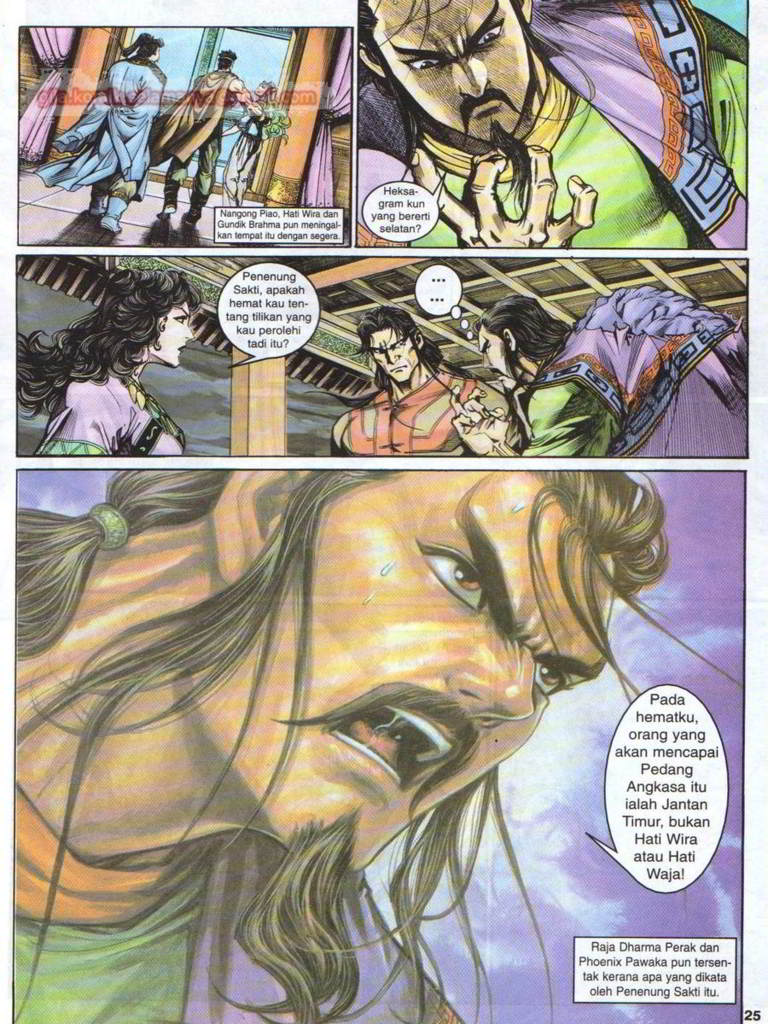 Nangong Piao, Hati Wira dan
Gundik Brahma pun meningal-
kan tempat itu dengan segera.
Heksa-
gram kun
yang bererti
selatan?
Penenung
Sakti, apakah
hemat kau ten-
tang tilikan yang
kau perolehi
tadi itu?
...
...
Pada
hematku,
orang yang
akan mencapai
Pedang
Angkasa itu
ialah Jantan
Timur, bukan
Hati Wira
atau Hati
Waja!
Raja Dharma Perak dan
Phoenix Pawaka pun tersen-
tak kerana apa yang dikata
oleh Penenung Sakti itu.
25